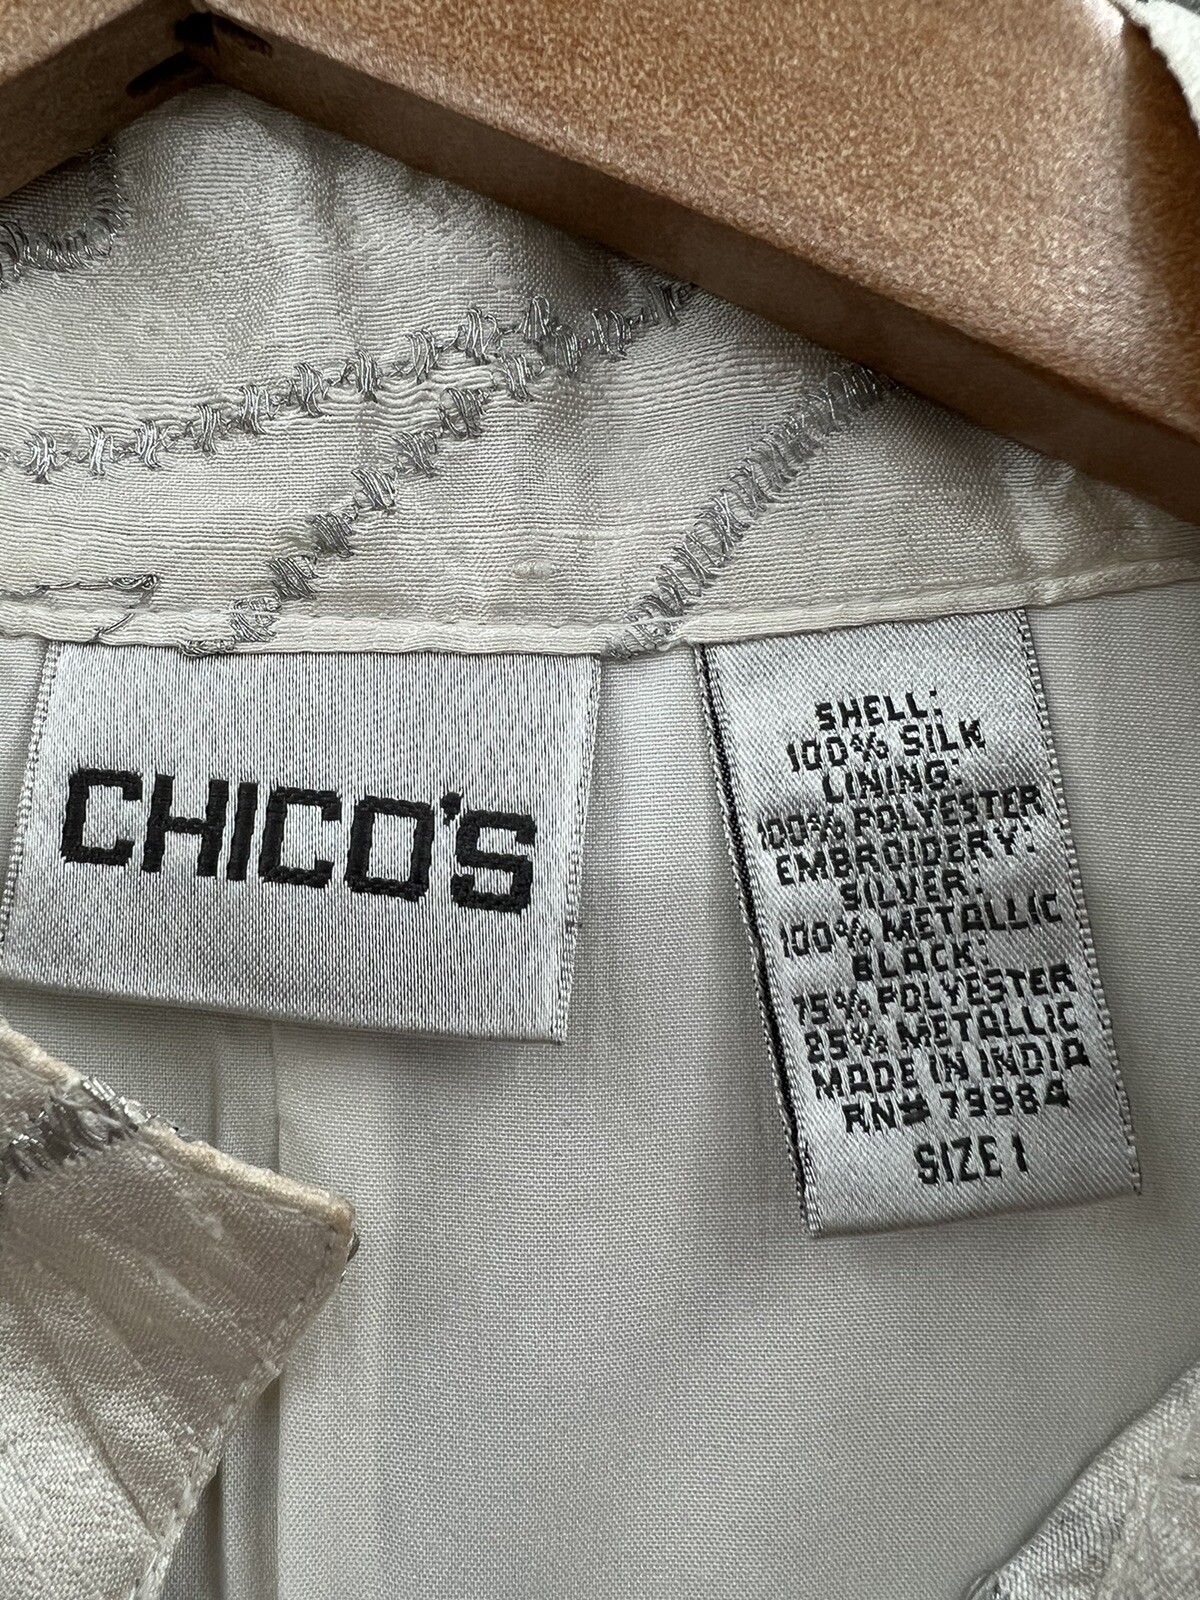 CHICO'S
SHELL:
100% SILK
LINING:
100% POLYESTER
EMBROIDERY:
SILVER:
100% METALLIC
BLACK:
75% POLYESTER
25% METALLIC
MADE IN INDIA
RN# 79984
SIZE 1